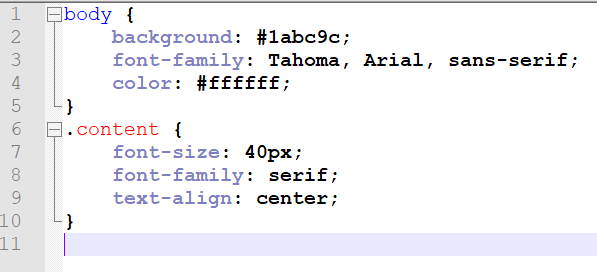 1 body {
2     background: #1abc9c;
3     font-family: Tahoma, Arial, sans-serif;
4     color: #ffffff;
5 }
6 .content {
7     font-size: 40px;
8     font-family: serif;
9     text-align: center;
10 }
11